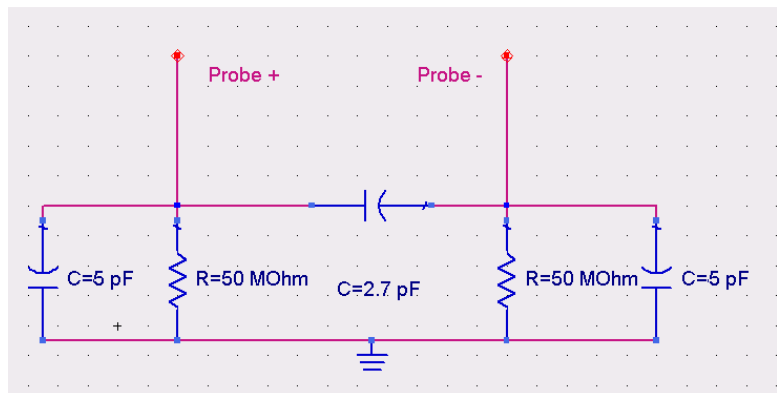 Probe +
Probe -
C=5 pF
R=50 MOhm
C=2.7 pF
R=50 MOhm
C=5 pF